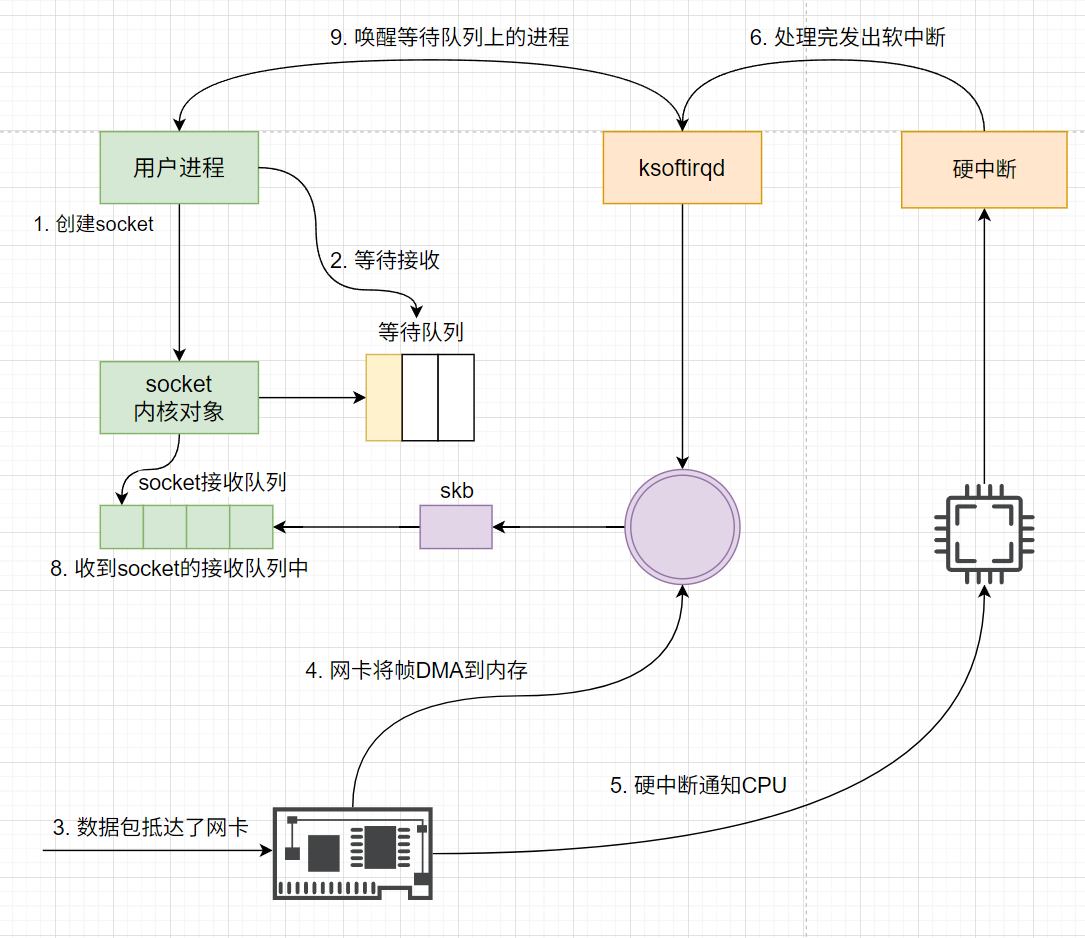 9. 唤醒等待队列上的进程
6. 处理完发出软中断
用户进程
ksoftirqd
硬中断
1. 创建socket
2. 等待接收
等待队列
socket
内核对象
socket接收队列
skb
8. 收到socket的接收队列中
4. 网卡将帧DMA到内存
5. 硬中断通知CPU
3. 数据包抵达了网卡